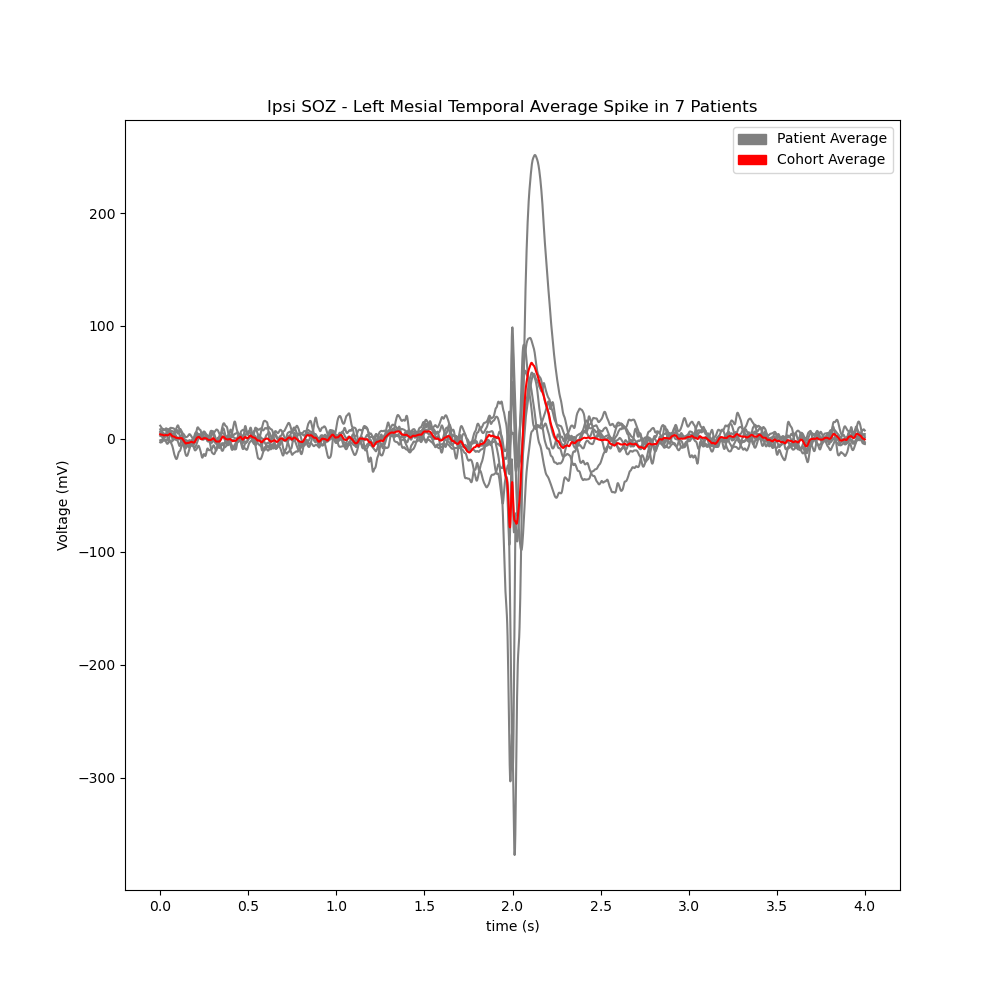 Ipsi SOZ - Left Mesial Temporal Average Spike in 7 Patients
Patient Average
Cohort Average
Voltage (mV)
200
100
0
−100
−200
−300
0.0 0.5 1.0 1.5 2.0 2.5 3.0 3.5 4.0
time (s)